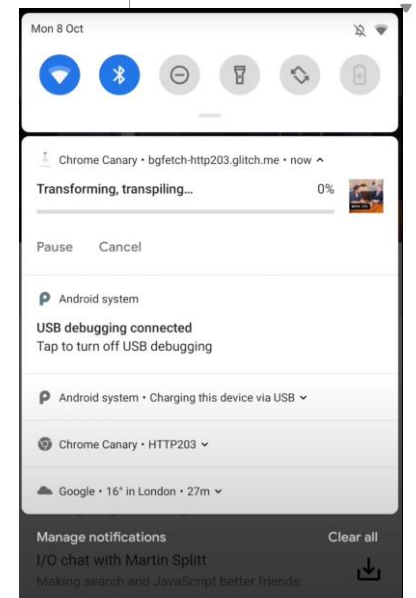 Mon 8 Oct
Chrome Canary • bgfetch-http203.glitch.me • now
Transforming, transpiling… 0%
Pause Cancel
Android system
USB debugging connected
Tap to turn off USB debugging
Android system • Charging this device via USB
Chrome Canary • HTTP203
Google • 16° in London • 27m
Manage notifications Clear all
I/O chat with Martin Splitt
Making search and JavaScript better friends.